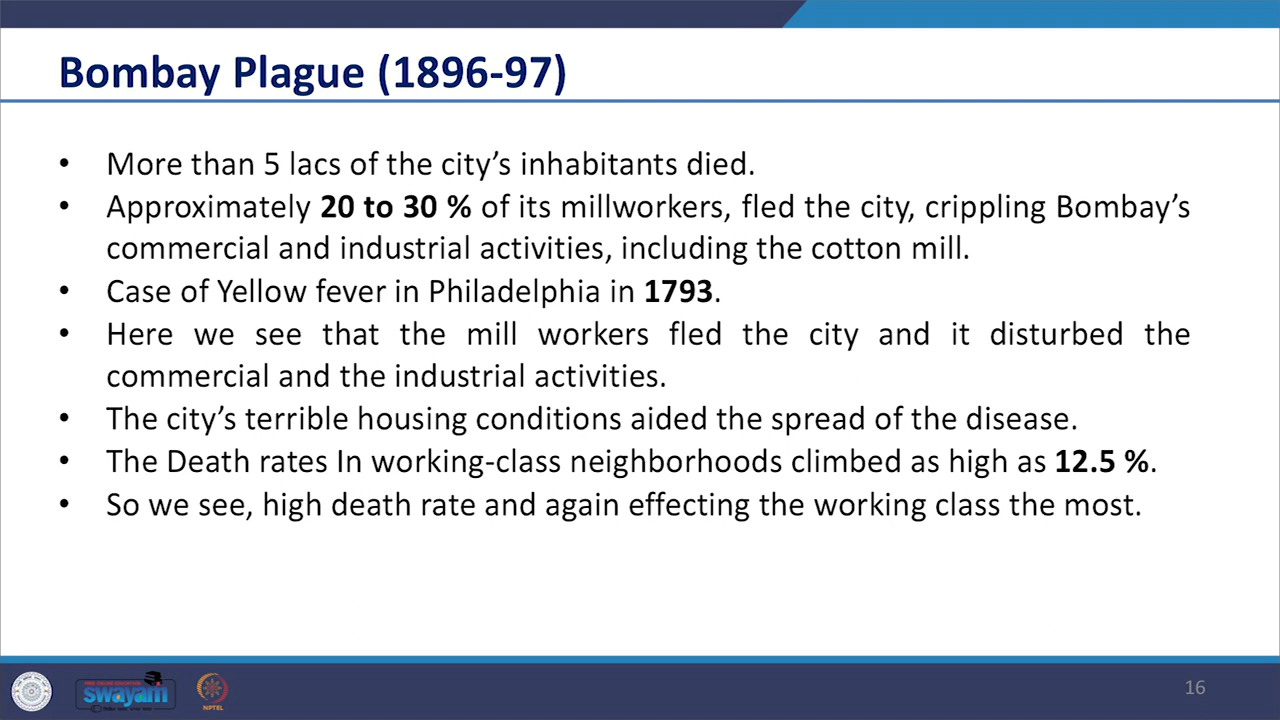 Bombay Plague (1896-97)
• More than 5 lacs of the city’s inhabitants died.
• Approximately 20 to 30 % of its millworkers, fled the city, crippling Bombay’s
commercial and industrial activities, including the cotton mill.
• Case of Yellow fever in Philadelphia in 1793.
• Here we see that the mill workers fled the city and it disturbed the
commercial and the industrial activities.
• The city’s terrible housing conditions aided the spread of the disease.
• The Death rates In working-class neighborhoods climbed as high as 12.5 %.
• So we see, high death rate and again effecting the working class the most.
swayam
NPTEL
16